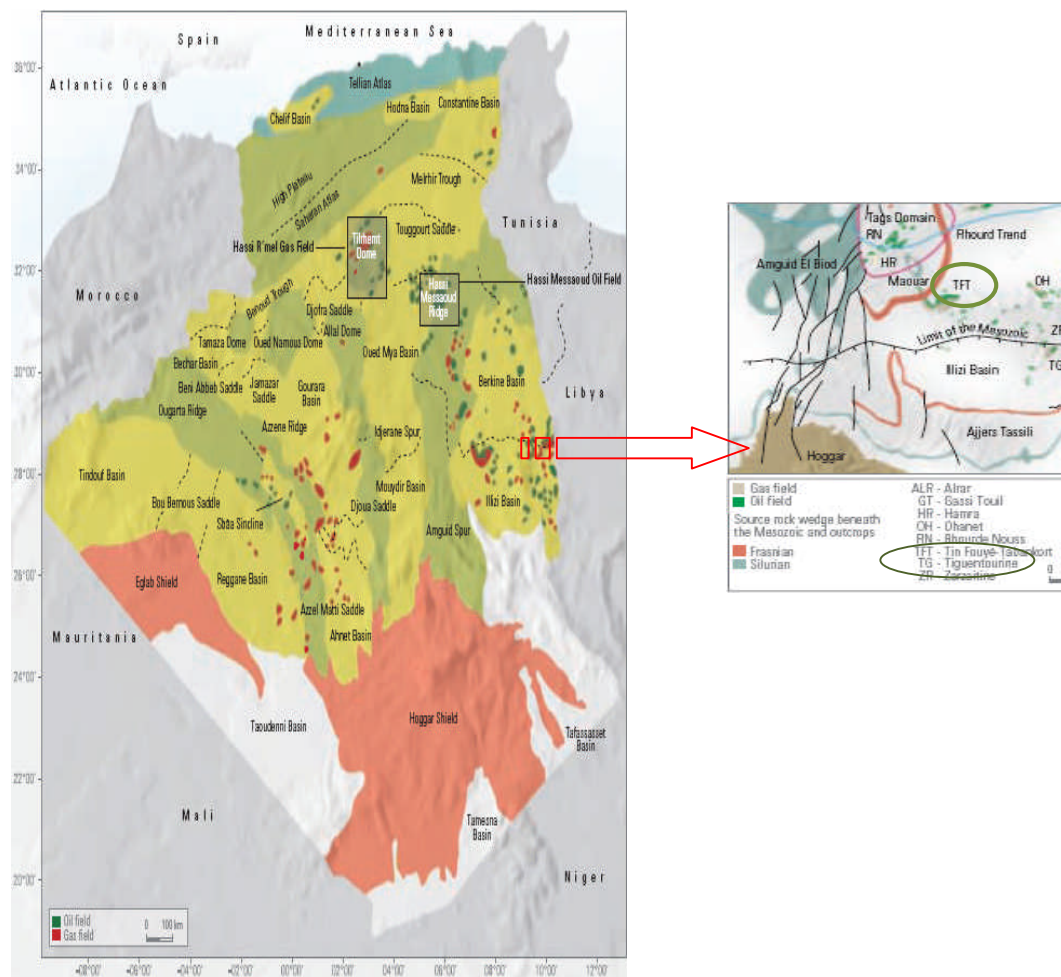 Spain
Mediterranean Sea
Atlantic Ocean
Tellian Atlas
Chelif Basin
Hodna Basin
Constantine Basin
High Plateau
Saharan Atlas
Melrhir Trough
Tunisia
Hassi R'mel Gas Field
Tilrhemt
Dome
Touggourt Saddle
Hassi Messaoud Oil Field
Hassi
Messaoud
Ridge
Morocco
Benoud Trough
Djofra Saddle
Allal Dome
Tamaza Dome
Oued Namous Dome
Oued Mya Basin
Bechar Basin
Beni Abbeb Saddle
Jamazar
Saddle
Gourara
Basin
Berkine Basin
Libya
Ougarta Ridge
Azzene Ridge
Idjerane Spur
Tindouf Basin
Mouydir Basin
Illizi Basin
Bou Bernous Saddle
Djoua Saddle
Sbâa Sincline
Amguid Spur
Eglab Shield
Reggane Basin
Azzel Matti Saddle
Mauritania
Ahnet Basin
Taoudenni Basin
Hoggar Shield
Tafassasset
Basin
Mali
Tamesna
Basin
Niger
Oil field
Gas field
0 100 km
36°00'
34°00'
32°00'
30°00'
28°00'
26°00'
24°00'
22°00'
20°00'
-08°00' -06°00' -04°00' -02°00' 00°00' 02°00' 04°00' 06°00' 08°00' 10°00' 12°00'
Tags Domain
RN
Rhourd Trend
Amguid El Biod
HR
Maouar
TFT
OH
Limit of the Mesozoic
ZR
Illizi Basin
TG
Ajjers Tassili
Hoggar
Gas field
Oil field
Source rock wedge beneath
the Mesozoic and outcrops
Frasnian
Silurian
ALR - Alrar
GT - Gassi Touil
HR - Hamra
OH - Ohanet
RN - Rhourde Nouss
TFT - Tin Fouyé-Tabankort
TG - Tiguentourine
ZR - Zarzaitine
0